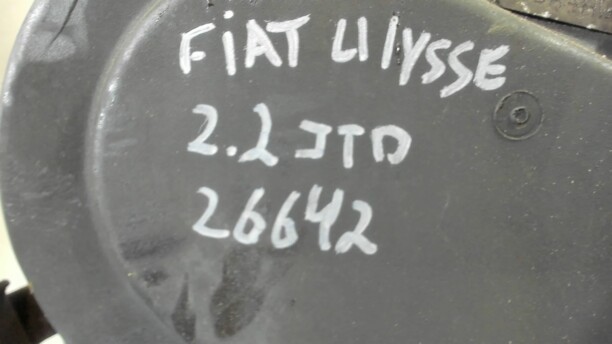 FIAT Ulysse
2.2 JTD
26642